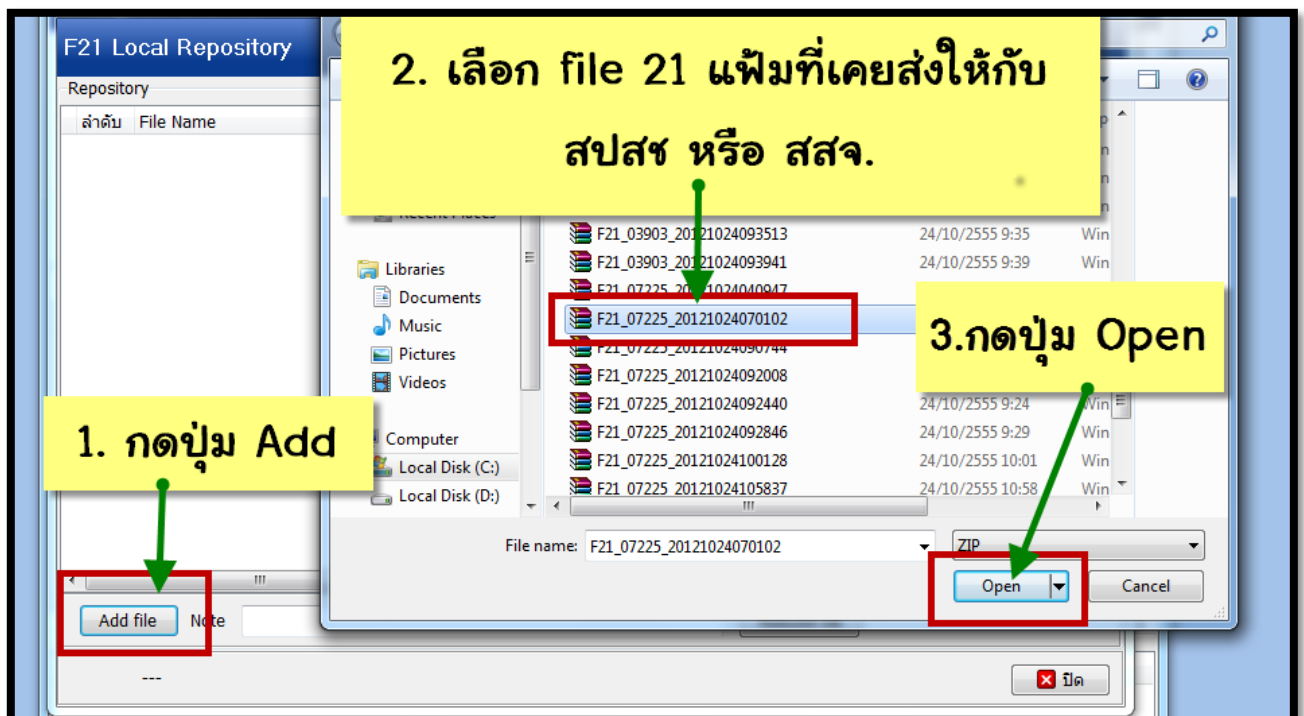 F21 Local Repository
2. เลือก file 21 แฟ้มที่เคยส่งให้กับ
สปสช หรือ สสจ.
Repository
ลำดับ File Name
Recent Places
F21_03903_20121024093513 24/10/2555 9:35 Win
Libraries
F21_03903_20121024093941 24/10/2555 9:39 Win
Documents
F21_07225_20121024040947
Music
F21_07225_20121024070102
3.กดปุ่ม Open
Pictures
F21_07225_20121024090744
Videos
F21_07225_20121024092008
F21_07225_20121024092440 24/10/2555 9:24 Win
1. กดปุ่ม Add
Computer
F21_07225_20121024092846 24/10/2555 9:29 Win
Local Disk (C:)
F21_07225_20121024100128 24/10/2555 10:01 Win
Local Disk (D:)
F21_07225_20121024105837 24/10/2555 10:58 Win
File name: F21_07225_20121024070102 ZIP
Open Cancel
Add file Note
--- ปิด